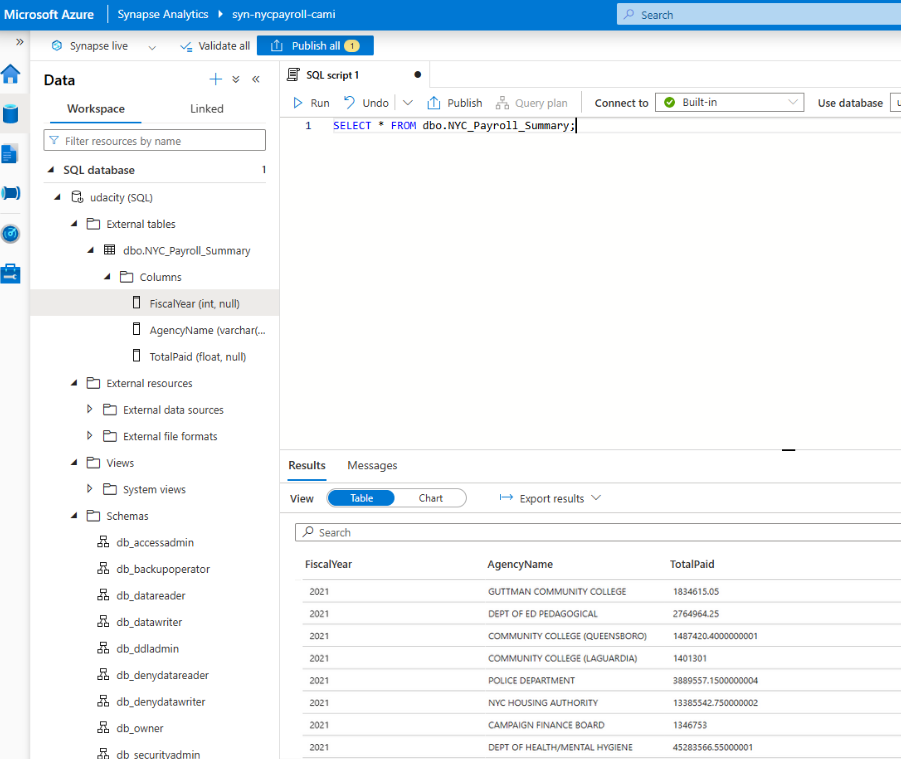 Microsoft Azure Synapse Analytics syn-nycpayroll-cami Search
Synapse live Validate all Publish all 1
Data
Workspace Linked
Filter resources by name
SQL database 1
udacity (SQL)
External tables
dbo.NYC_Payroll_Summary
Columns
FiscalYear (int, null)
AgencyName (varchar(...
TotalPaid (float, null)
External resources
External data sources
External file formats
Views
System views
Schemas
db_accessadmin
db_backupoperator
db_datareader
db_datawriter
db_ddladmin
db_denydatareader
db_denydatawriter
db_owner
db_securityadmin
SQL script 1
Run Undo Publish Query plan Connect to Built-in Use database u
1 SELECT * FROM dbo.NYC_Payroll_Summary;
Results Messages
View Table Chart Export results
Search
FiscalYear AgencyName TotalPaid
2021 GUTTMAN COMMUNITY COLLEGE 1834615.05
2021 DEPT OF ED PEDAGOGICAL 2764964.25
2021 COMMUNITY COLLEGE (QUEENSBORO) 1487420.4000000001
2021 COMMUNITY COLLEGE (LAGUARDIA) 1401301
2021 POLICE DEPARTMENT 3889557.1500000004
2021 NYC HOUSING AUTHORITY 13385542.750000002
2021 CAMPAIGN FINANCE BOARD 1346753
2021 DEPT OF HEALTH/MENTAL HYGIENE 45283566.55000001